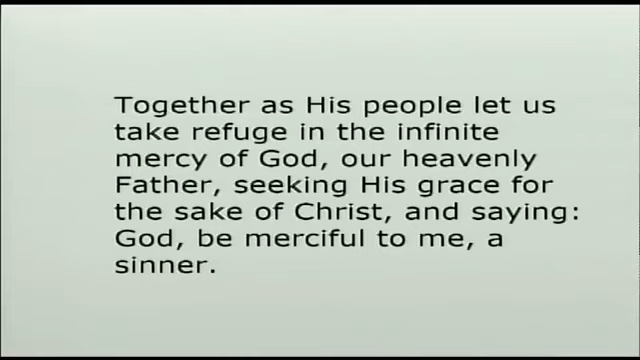 Together as His people let us
take refuge in the infinite
mercy of God, our heavenly
Father, seeking His grace for
the sake of Christ, and saying:
God, be merciful to me, a
sinner.